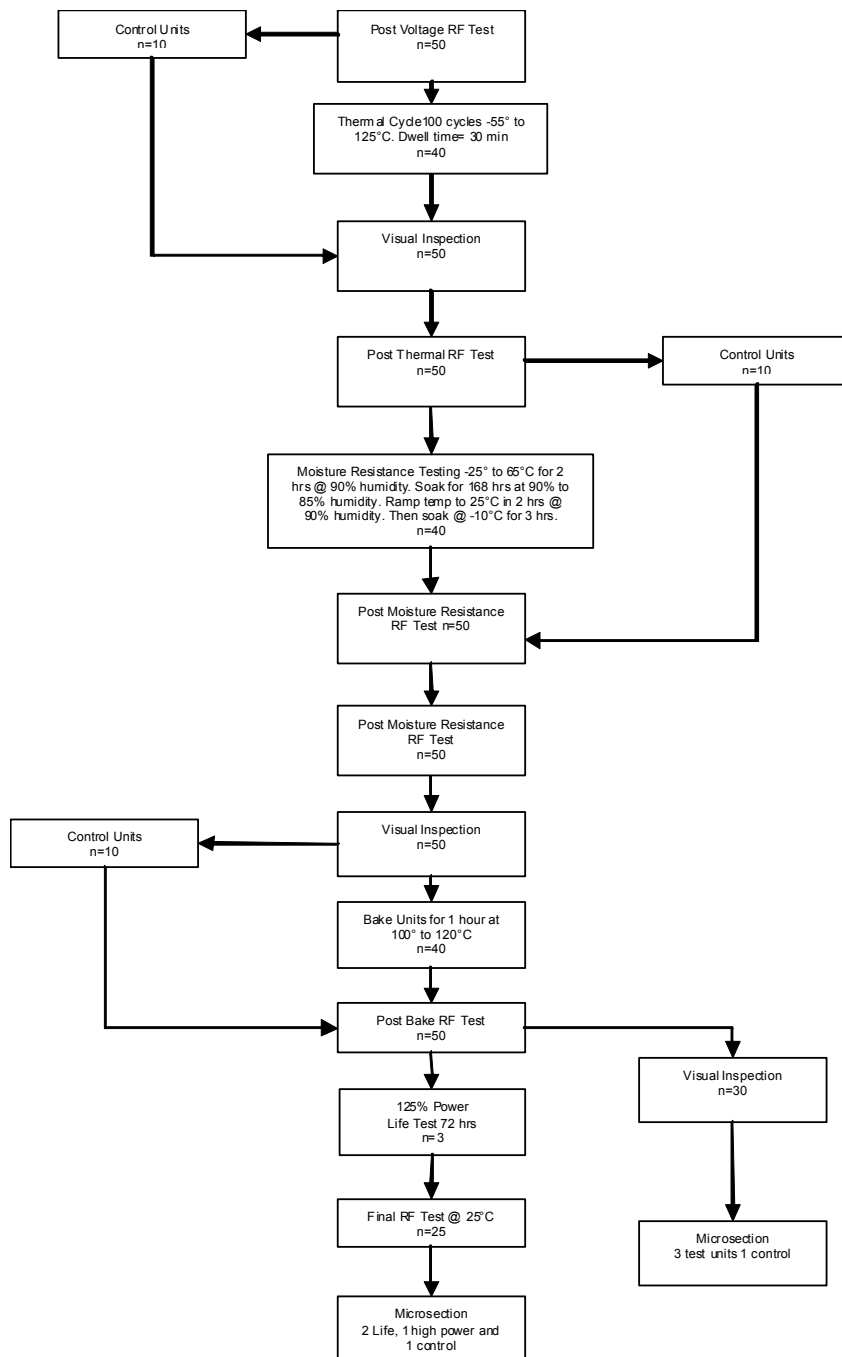 Control Units
n=10
Post Voltage RF Test
n=50
Thermal Cycle100 cycles -55° to
125°C. Dwell time= 30 min
n=40
Visual Inspection
n=50
Post Thermal RF Test
n=50
Control Units
n=10
Moisture Resistance Testing -25° to 65°C for 2
hrs @ 90% humidity. Soak for 168 hrs at 90% to
85% humidity. Ramp temp to 25°C in 2 hrs @
90% humidity. Then soak @ -10°C for 3 hrs.
n=40
Post Moisture Resistance
RF Test n=50
Post Moisture Resistance
RF Test
n=50
Control Units
n=10
Visual Inspection
n=50
Bake Units for 1 hour at
100° to 120°C
n=40
Post Bake RF Test
n=50
Visual Inspection
n=30
125% Power
Life Test 72 hrs
n=3
Final RF Test @ 25°C
n=25
Microsection
3 test units 1 control
Microsection
2 Life, 1 high power and
1 control